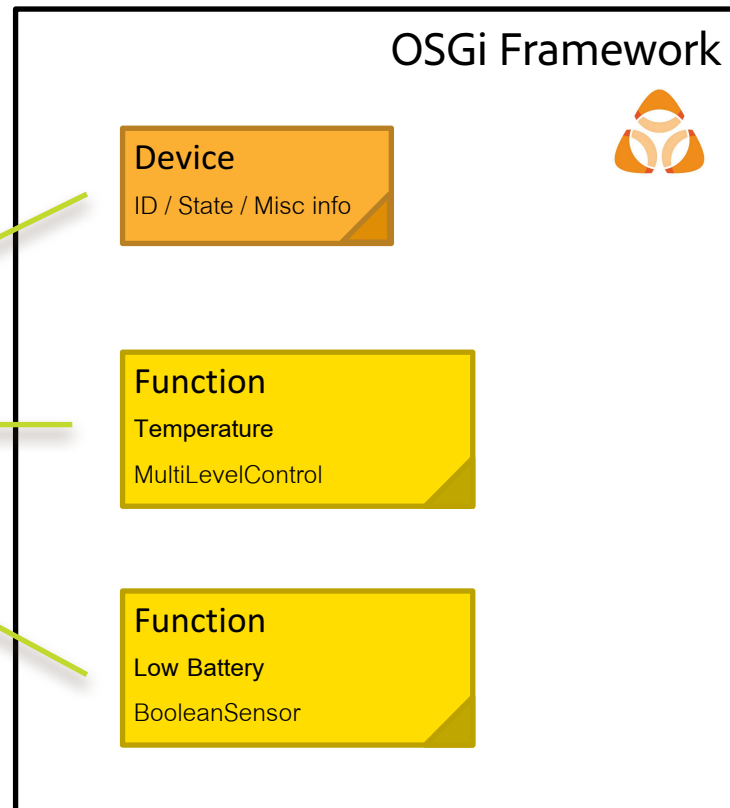 OSGi Framework
Device
ID / State / Misc info
Function
Temperature
MultiLevelControl
Function
Low Battery
BooleanSensor